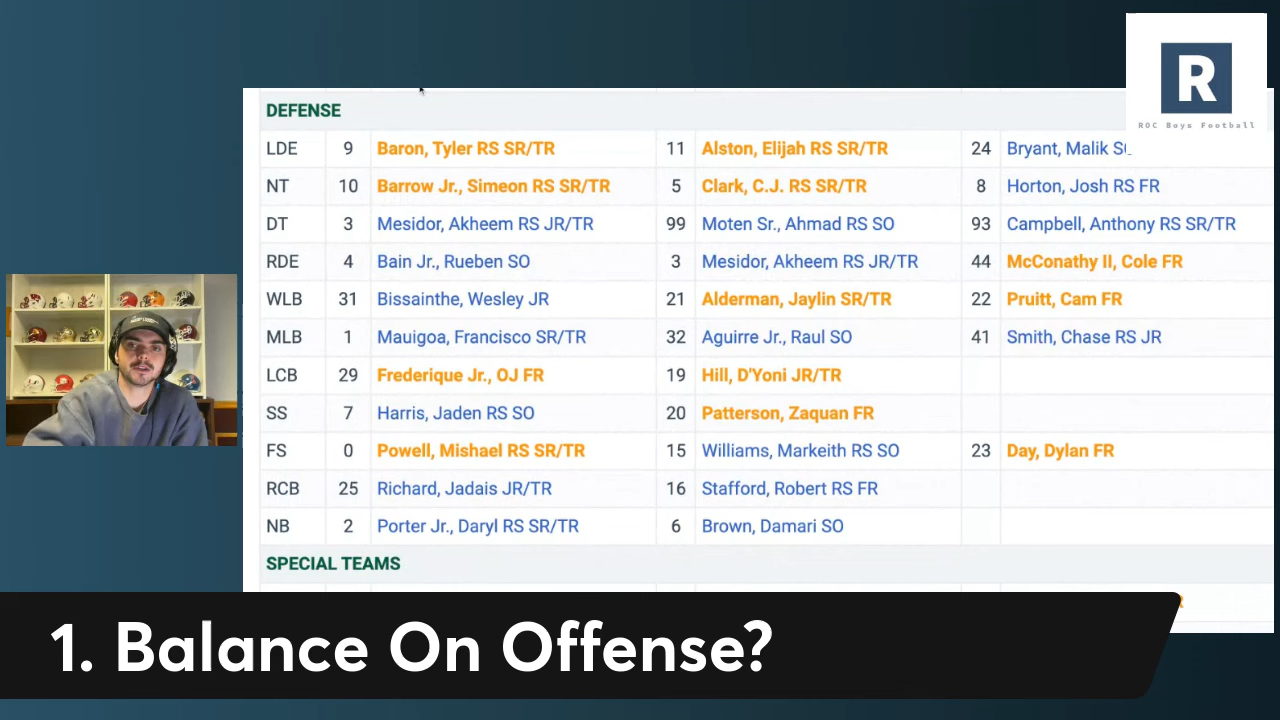 R
ROC Boys Football
DEFENSE
LDE 9 Baron, Tyler RS SR/TR 11 Alston, Elijah RS SR/TR 24 Bryant, Malik
NT 10 Barrow Jr., Simeon RS SR/TR 5 Clark, C.J. RS SR/TR 8 Horton, Josh RS FR
DT 3 Mesidor, Akheem RS JR/TR 99 Moten Sr., Ahmad RS SO 93 Campbell, Anthony RS SR/TR
RDE 4 Bain Jr., Rueben SO 3 Mesidor, Akheem RS JR/TR 44 McConathy II, Cole FR
WLB 31 Bissainthe, Wesley JR 21 Alderman, Jaylin SR/TR 22 Pruitt, Cam FR
MLB 1 Mauigoa, Francisco SR/TR 32 Aguirre Jr., Raul SO 41 Smith, Chase RS JR
LCB 29 Frederique Jr., OJ FR 19 Hill, D'Yoni JR/TR
SS 7 Harris, Jaden RS SO 20 Patterson, Zaquan FR
FS 0 Powell, Mishael RS SR/TR 15 Williams, Markeith RS SO 23 Day, Dylan FR
RCB 25 Richard, Jadais JR/TR 16 Stafford, Robert RS FR
NB 2 Porter Jr., Daryl RS SR/TR 6 Brown, Damari SO
SPECIAL TEAMS
1. Balance On Offense?